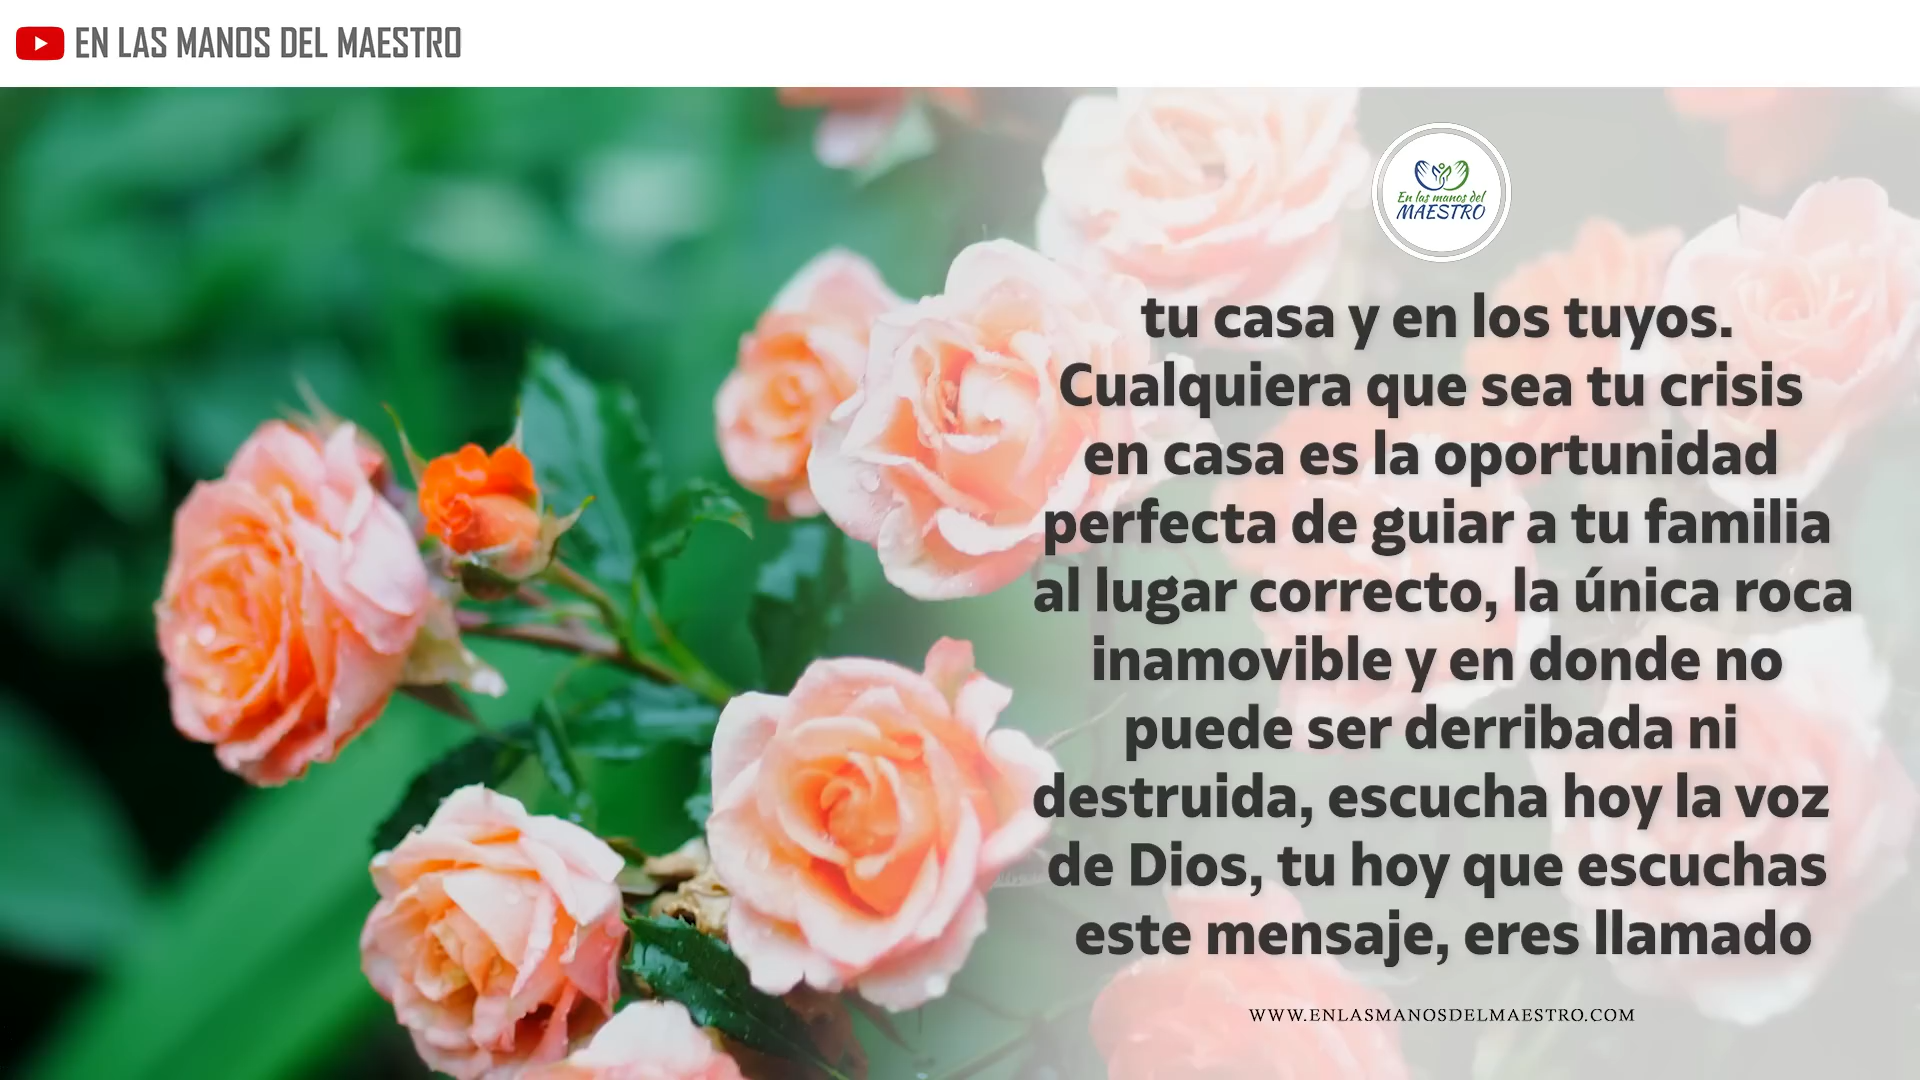 EN LAS MANOS DEL MAESTRO
En las manos del
MAESTRO
tu casa y en los tuyos.
Cualquiera que sea tu crisis
en casa es la oportunidad
perfecta de guiar a tu familia
al lugar correcto, la única roca
inamovible y en donde no
puede ser derribada ni
destruida, escucha hoy la voz
de Dios, tu hoy que escuchas
este mensaje, eres llamado
WWW.ENLASMANOSDELMAESTRO.COM